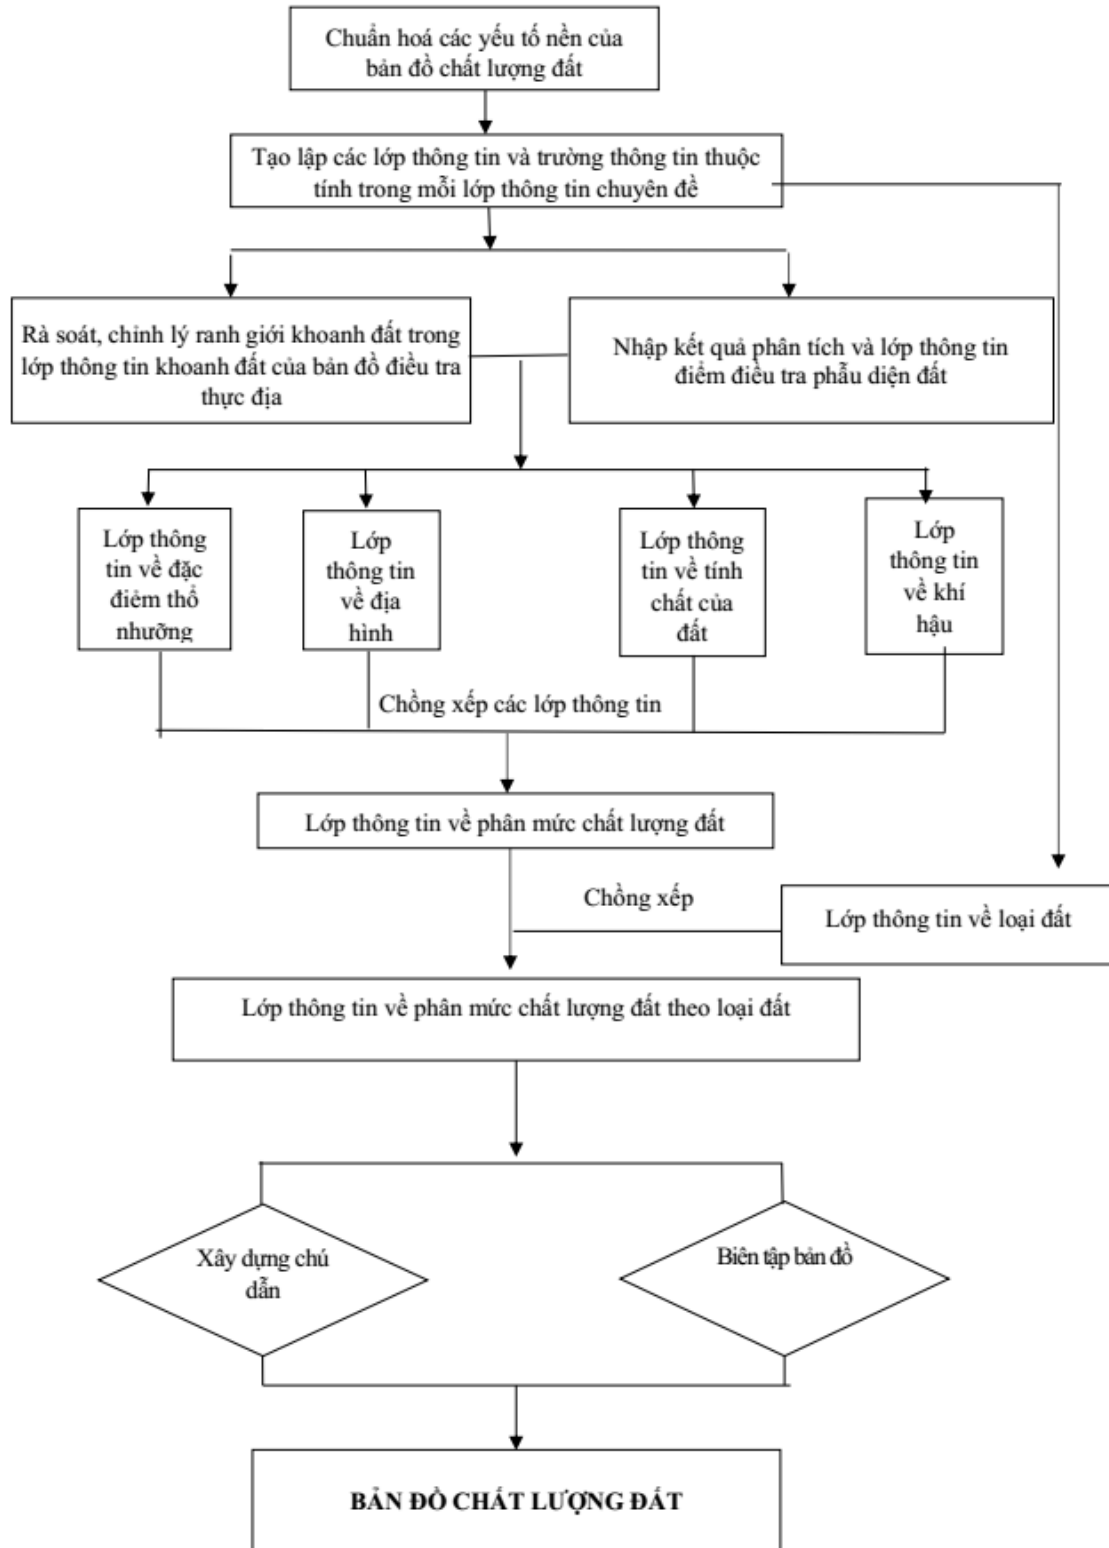 Chuẩn hoá các yếu tố nền của
bản đồ chất lượng đất
Tạo lập các lớp thông tin và trường thông tin thuộc
tính trong mỗi lớp thông tin chuyên đề
Rà soát, chỉnh lý ranh giới khoanh đất trong
lớp thông tin khoanh đất của bản đồ điều tra
thực địa
Nhập kết quả phân tích và lớp thông tin
điểm điều tra phẫu diện đất
Lớp thông
tin về đặc
điểm thổ
nhưỡng
Lớp
thông tin
về địa
hình
Lớp thông
tin về tính
chất của
đất
Lớp
thông tin
về khí
hậu
Chồng xếp các lớp thông tin
Lớp thông tin về phân mức chất lượng đất
Chồng xếp
Lớp thông tin về loại đất
Lớp thông tin về phân mức chất lượng đất theo loại đất
Xây dựng chú
dẫn
Biên tập bản đồ
BẢN ĐỒ CHẤT LƯỢNG ĐẤT